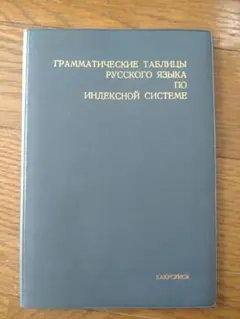 ГРАММАТИЧЕСКИЕ ТАБЛИЦЫ
РУССКОГО ЯЗЫКА
ПО
ИНДЕКСНОЙ СИСТЕМЕ